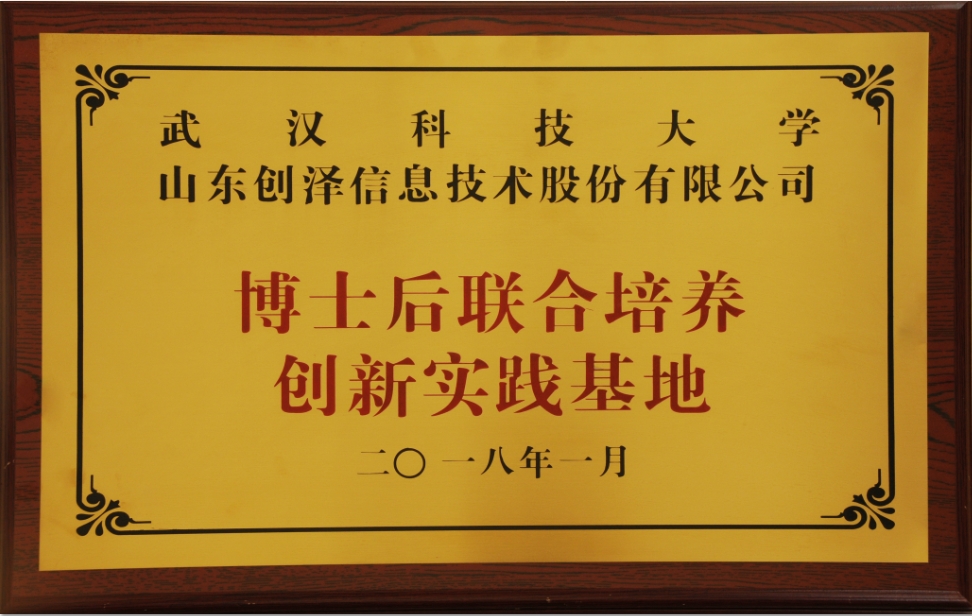 武汉科技大学
山东创泽信息技术股份有限公司
博士后联合培养
创新实践基地
二〇一八年一月